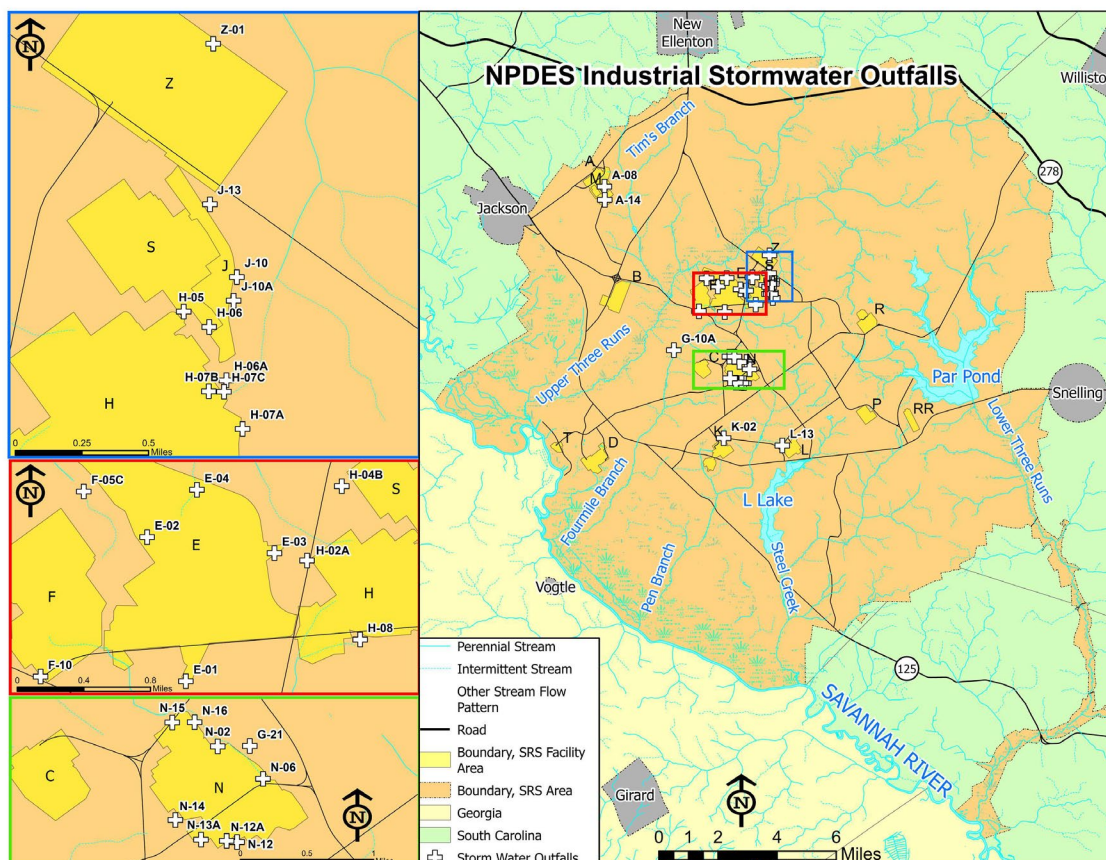 N
Z-01
Z
J-13
S
J
J-10
J-10A
H-05
H-06
H-06A
H-07B
H-07C
H
H-07A
0 0.25 0.5
Miles
N
F-05C
E-04
H-04B
S
E-02
E
E-03
H-02A
F
H
H-08
F-10
E-01
0 0.4 0.8
Miles
N-15
N-16
N-02
G-21
C
N-06
N
N-14
N-13A
N-12A
N-12
N
0 0.5 1
Miles
New
Ellenton
NPDES Industrial Stormwater Outfalls
Williston
Tim's Branch
A
M
A-08
A-14
278
Jackson
Z
S
B
E
F
H
R
G-10A
C
N
Upper Three Runs
Par Pond
Snelling
P
RR
Lower Three Runs
K
K-02
L-13
L
T
D
Fourmile Branch
L Lake
Pen Branch
Steel Creek
Vogtle
125
SAVANNAH RIVER
Girard
N
0 2 4 6
Miles
Perennial Stream
Intermittent Stream
Other Stream Flow
Pattern
Road
Boundary, SRS Facility
Area
Boundary, SRS Area
Georgia
South Carolina
Storm Water Outfalls